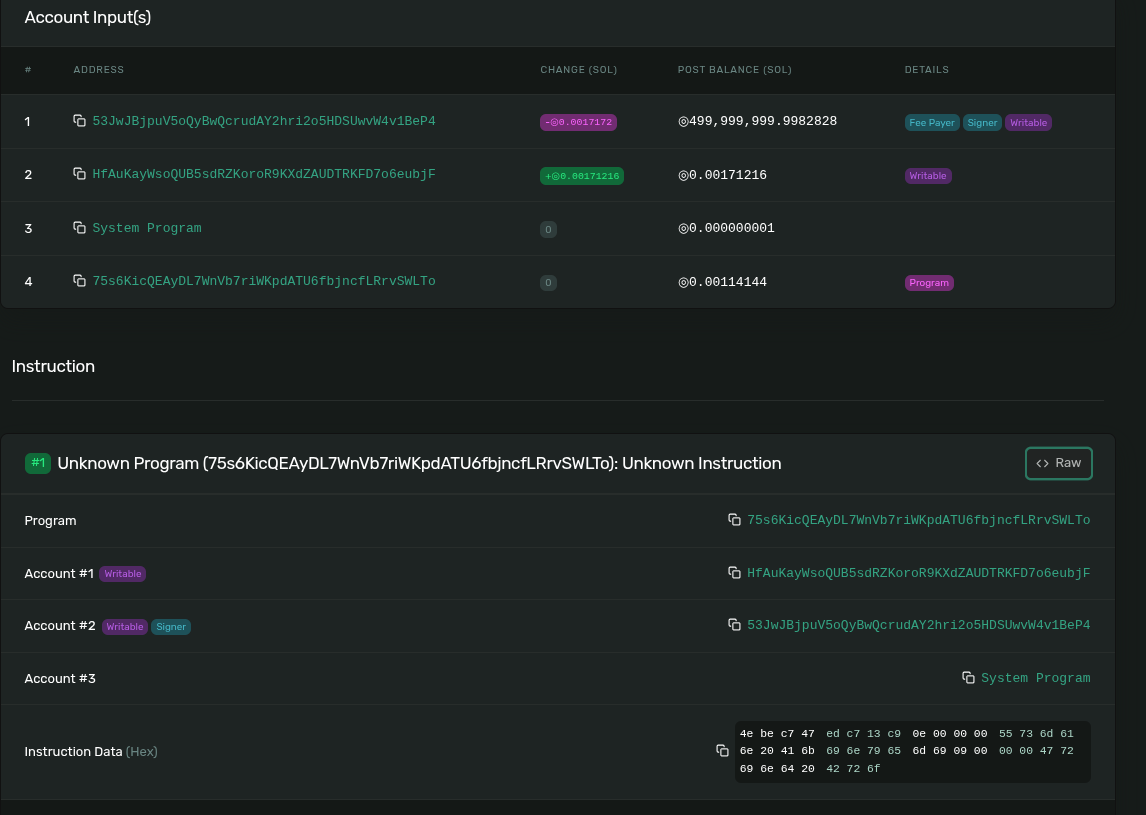 Account Input(s)
# ADDRESS CHANGE (SOL) POST BALANCE (SOL) DETAILS
1 53JwJBjpuV5oQyBwQcrudAY2hri2o5HDSUwvW4v1BeP4 -◎0.0017172 ◎499,999,999.9982828 Fee Payer Signer Writable
2 HfAuKayWsoQUB5sdRZKoroR9KXdZAUDTRKFD7o6eubjF +◎0.00171216 ◎0.00171216 Writable
3 System Program 0 ◎0.000000001
4 75s6KicQEAyDL7WnVb7riWKpdATU6fbjncfLRrvSWLTo 0 ◎0.00114144 Program
Instruction
#1 Unknown Program (75s6KicQEAyDL7WnVb7riWKpdATU6fbjncfLRrvSWLTo): Unknown Instruction <> Raw
Program 75s6KicQEAyDL7WnVb7riWKpdATU6fbjncfLRrvSWLTo
Account #1 Writable HfAuKayWsoQUB5sdRZKoroR9KXdZAUDTRKFD7o6eubjF
Account #2 Writable Signer 53JwJBjpuV5oQyBwQcrudAY2hri2o5HDSUwvW4v1BeP4
Account #3 System Program
Instruction Data (Hex) 4e be c7 47 ed c7 13 c9 0e 00 00 00 55 73 6d 61
6e 20 41 6b 69 6e 79 65 6d 69 09 00 00 00 47 72
69 6e 64 20 42 72 6f